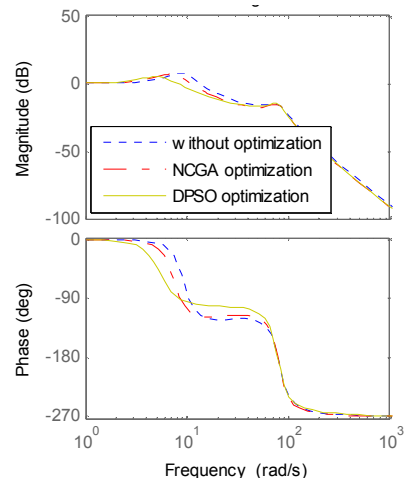 50
0
-50
-100
Magnitude (dB)
w ithout optimization
NCGA optimization
DPSO optimization
0
-90
-180
-270
Phase (deg)
10^0
10^1
10^2
10^3
Frequency (rad/s)